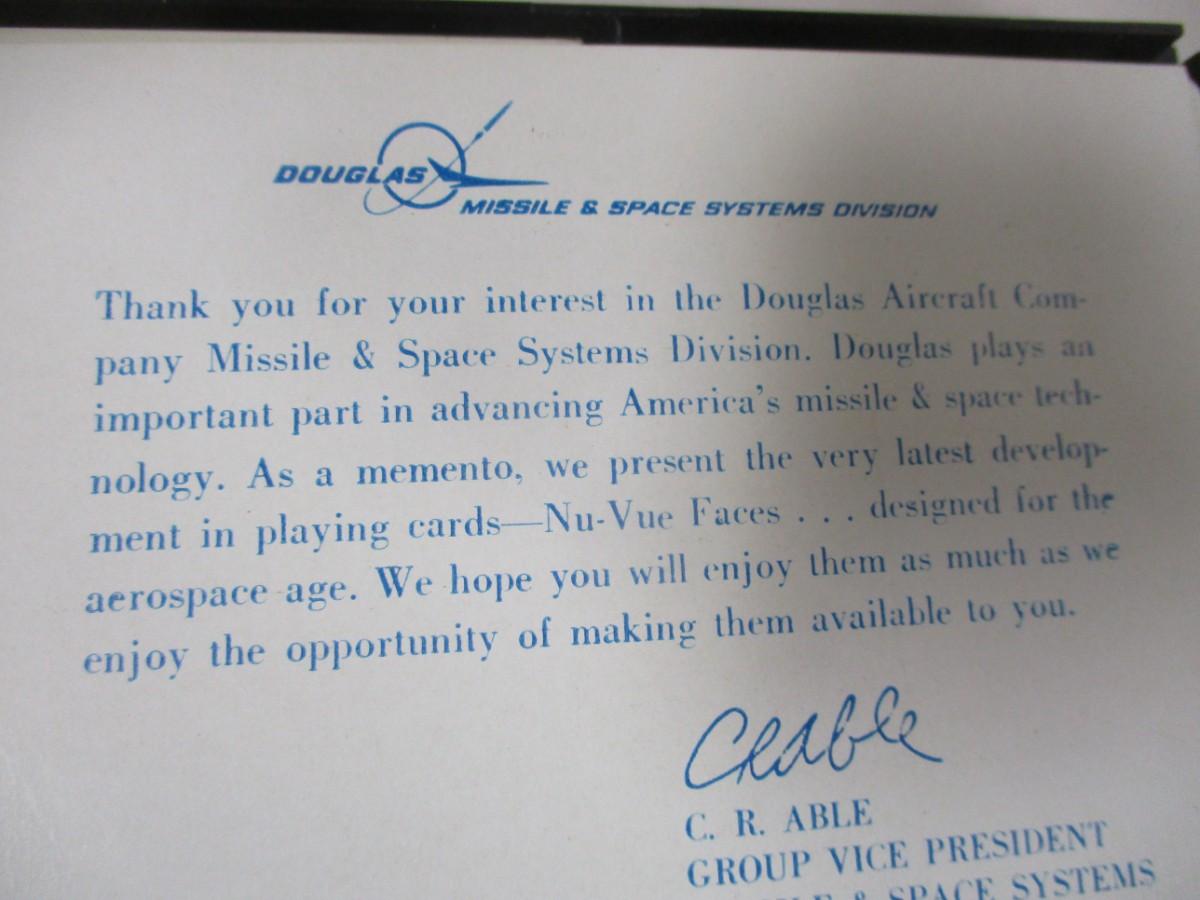 DOUGLAS
MISSILE & SPACE SYSTEMS DIVISION
Thank you for your interest in the Douglas Aircraft Com-
pany Missile & Space Systems Division. Douglas plays an
important part in advancing America's missile & space tech-
nology. As a memento, we present the very latest develop-
ment in playing cards—Nu-Vue Faces . . . designed for the
aerospace age. We hope you will enjoy them as much as we
enjoy the opportunity of making them available to you.
CRAble
C. R. ABLE
GROUP VICE PRESIDENT
& SPACE SYSTEMS